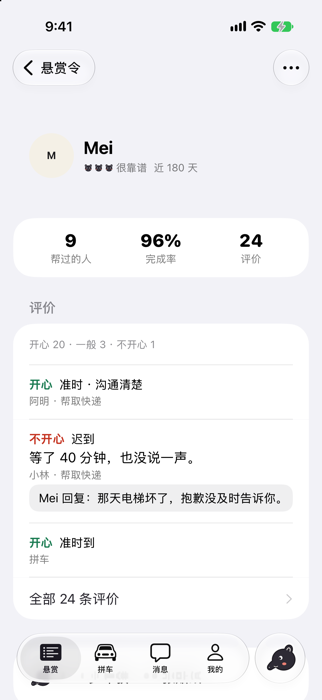 9:41
悬赏令
M
Mei
很靠谱 近 180 天
9
96%
24
帮过的人
完成率
评价
评价
开心 20 · 一般 3 · 不开心 1
开心 准时 · 沟通清楚
阿明 · 帮取快递
不开心 迟到
等了 40 分钟，也没说一声。
小林 · 帮取快递
Mei 回复：那天电梯坏了，抱歉没及时告诉你。
开心 准时到
拼车
全部 24 条评价
悬赏
拼车
消息
我的